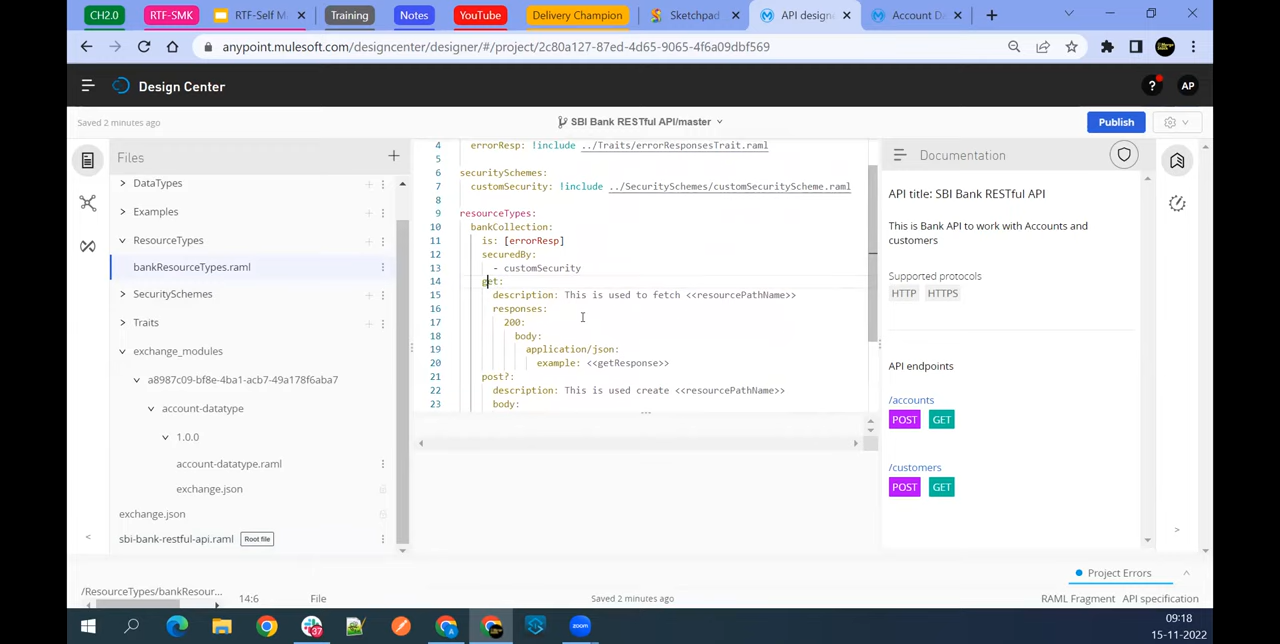 CH2.0
RTF-SMK
RTF-Self M
Training
Notes
YouTube
Delivery Champion
Sketchpad
API design
Account D
anypoint.mulesoft.com/designcenter/designer/#/project/2c80a127-87ed-4d65-9065-4f6a09dbf569
Design Center
?
AP
Saved 2 minutes ago
SBI Bank RESTful API/master
Publish
Files
DataTypes
Examples
ResourceTypes
bankResourceTypes.raml
SecuritySchemes
Traits
exchange_modules
a8987c09-bf8e-4ba1-acb7-49a178f6aba7
account-datatype
1.0.0
account-datatype.raml
exchange.json
exchange.json
sbi-bank-restful-api.raml Root file
4 errorResp: !include ../Traits/errorResponsesTrait.raml
5
6 securitySchemes:
7 customSecurity: !include ../SecuritySchemes/customSecurityScheme.raml
8
9 resourceTypes:
10 bankCollection:
11 is: [errorResp]
12 securedBy:
13 - customSecurity
14 get:
15 description: This is used to fetch <<resourcePathName>>
16 responses:
17 200:
18 body:
19 application/json:
20 example: <<getResponse>>
21 post?:
22 description: This is used create <<resourcePathName>>
23 body:
Documentation
API title: SBI Bank RESTful API
This is Bank API to work with Accounts and
customers
Supported protocols
HTTP HTTPS
API endpoints
/accounts
POST GET
/customers
POST GET
Project Errors
/ResourceTypes/bankResour...
14:6
File
Saved 2 minutes ago
RAML Fragment
API specification
37
zoom
09:18
15-11-2022